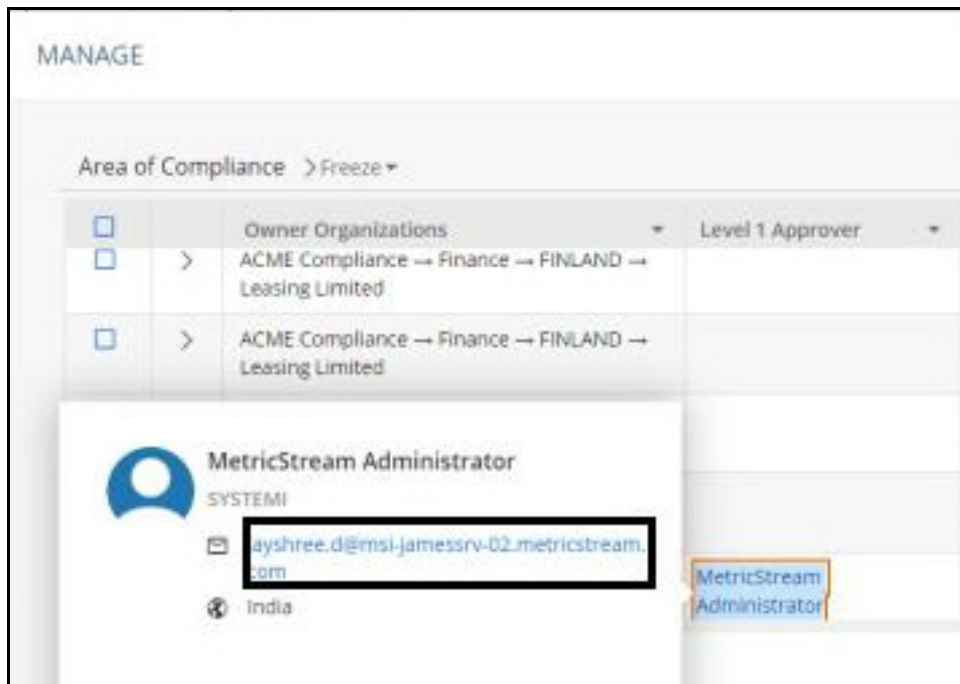 MANAGE
Area of Compliance > Freeze
Owner Organizations
Level 1 Approver
ACME Compliance → Finance → FINLAND →
Leasing Limited
ACME Compliance → Finance → FINLAND →
Leasing Limited
MetricStream Administrator
SYSTEMI
ayshree.d@msi-jamessrv-02.metricstream.
com
India
MetricStream
Administrator